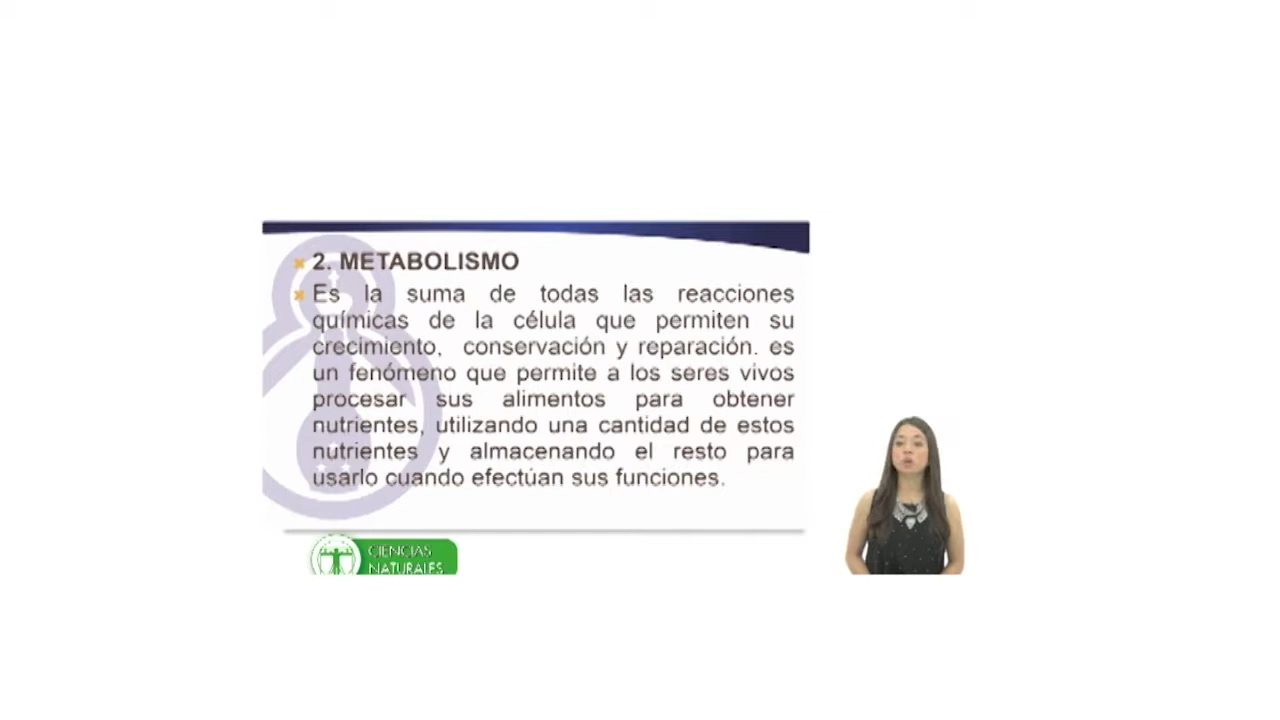 2. METABOLISMO
Es la suma de todas las reacciones
químicas de la célula que permiten su
crecimiento, conservación y reparación. es
un fenómeno que permite a los seres vivos
procesar sus alimentos para obtener
nutrientes, utilizando una cantidad de estos
nutrientes y almacenando el resto para
usarlo cuando efectúan sus funciones.
CIENCIAS
NATURALES